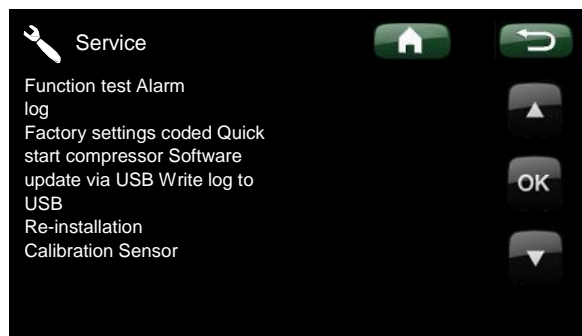 Service
Function test Alarm
log
Factory settings coded Quick
start compressor Software
update via USB Write log to
USB
Re-installation
Calibration Sensor
OK